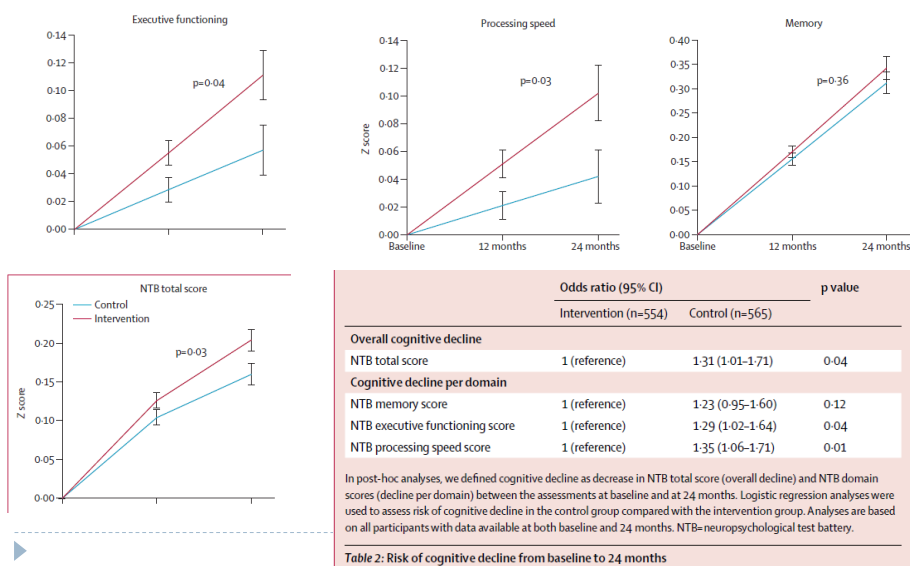 Executive functioning
0·14
0·12
0·10
0·08
0·06
0·04
0·02
0·00
p=0·04
Processing speed
Z score
0·14
0·12
0·10
0·08
0·06
0·04
0·02
0·00
p=0·03
Baseline 12 months 24 months
Memory
0·40
0·35
0·30
0·25
0·20
0·15
0·10
0·05
0·00
p=0·36
Baseline 12 months 24 months
NTB total score
Z score
0·25
0·20
0·15
0·10
0·05
0·00
Control
Intervention
p=0·03
Odds ratio (95% CI) p value
Intervention (n=554) Control (n=565)
Overall cognitive decline
NTB total score 1 (reference) 1·31 (1·01–1·71) 0·04
Cognitive decline per domain
NTB memory score 1 (reference) 1·23 (0·95–1·60) 0·12
NTB executive functioning score 1 (reference) 1·29 (1·02–1·64) 0·04
NTB processing speed score 1 (reference) 1·35 (1·06–1·71) 0·01
In post-hoc analyses, we defined cognitive decline as decrease in NTB total score (overall decline) and NTB domain
scores (decline per domain) between the assessments at baseline and at 24 months. Logistic regression analyses were
used to assess risk of cognitive decline in the control group compared with the intervention group. Analyses are based
on all participants with data available at both baseline and 24 months. NTB=neuropsychological test battery.
Table 2: Risk of cognitive decline from baseline to 24 months